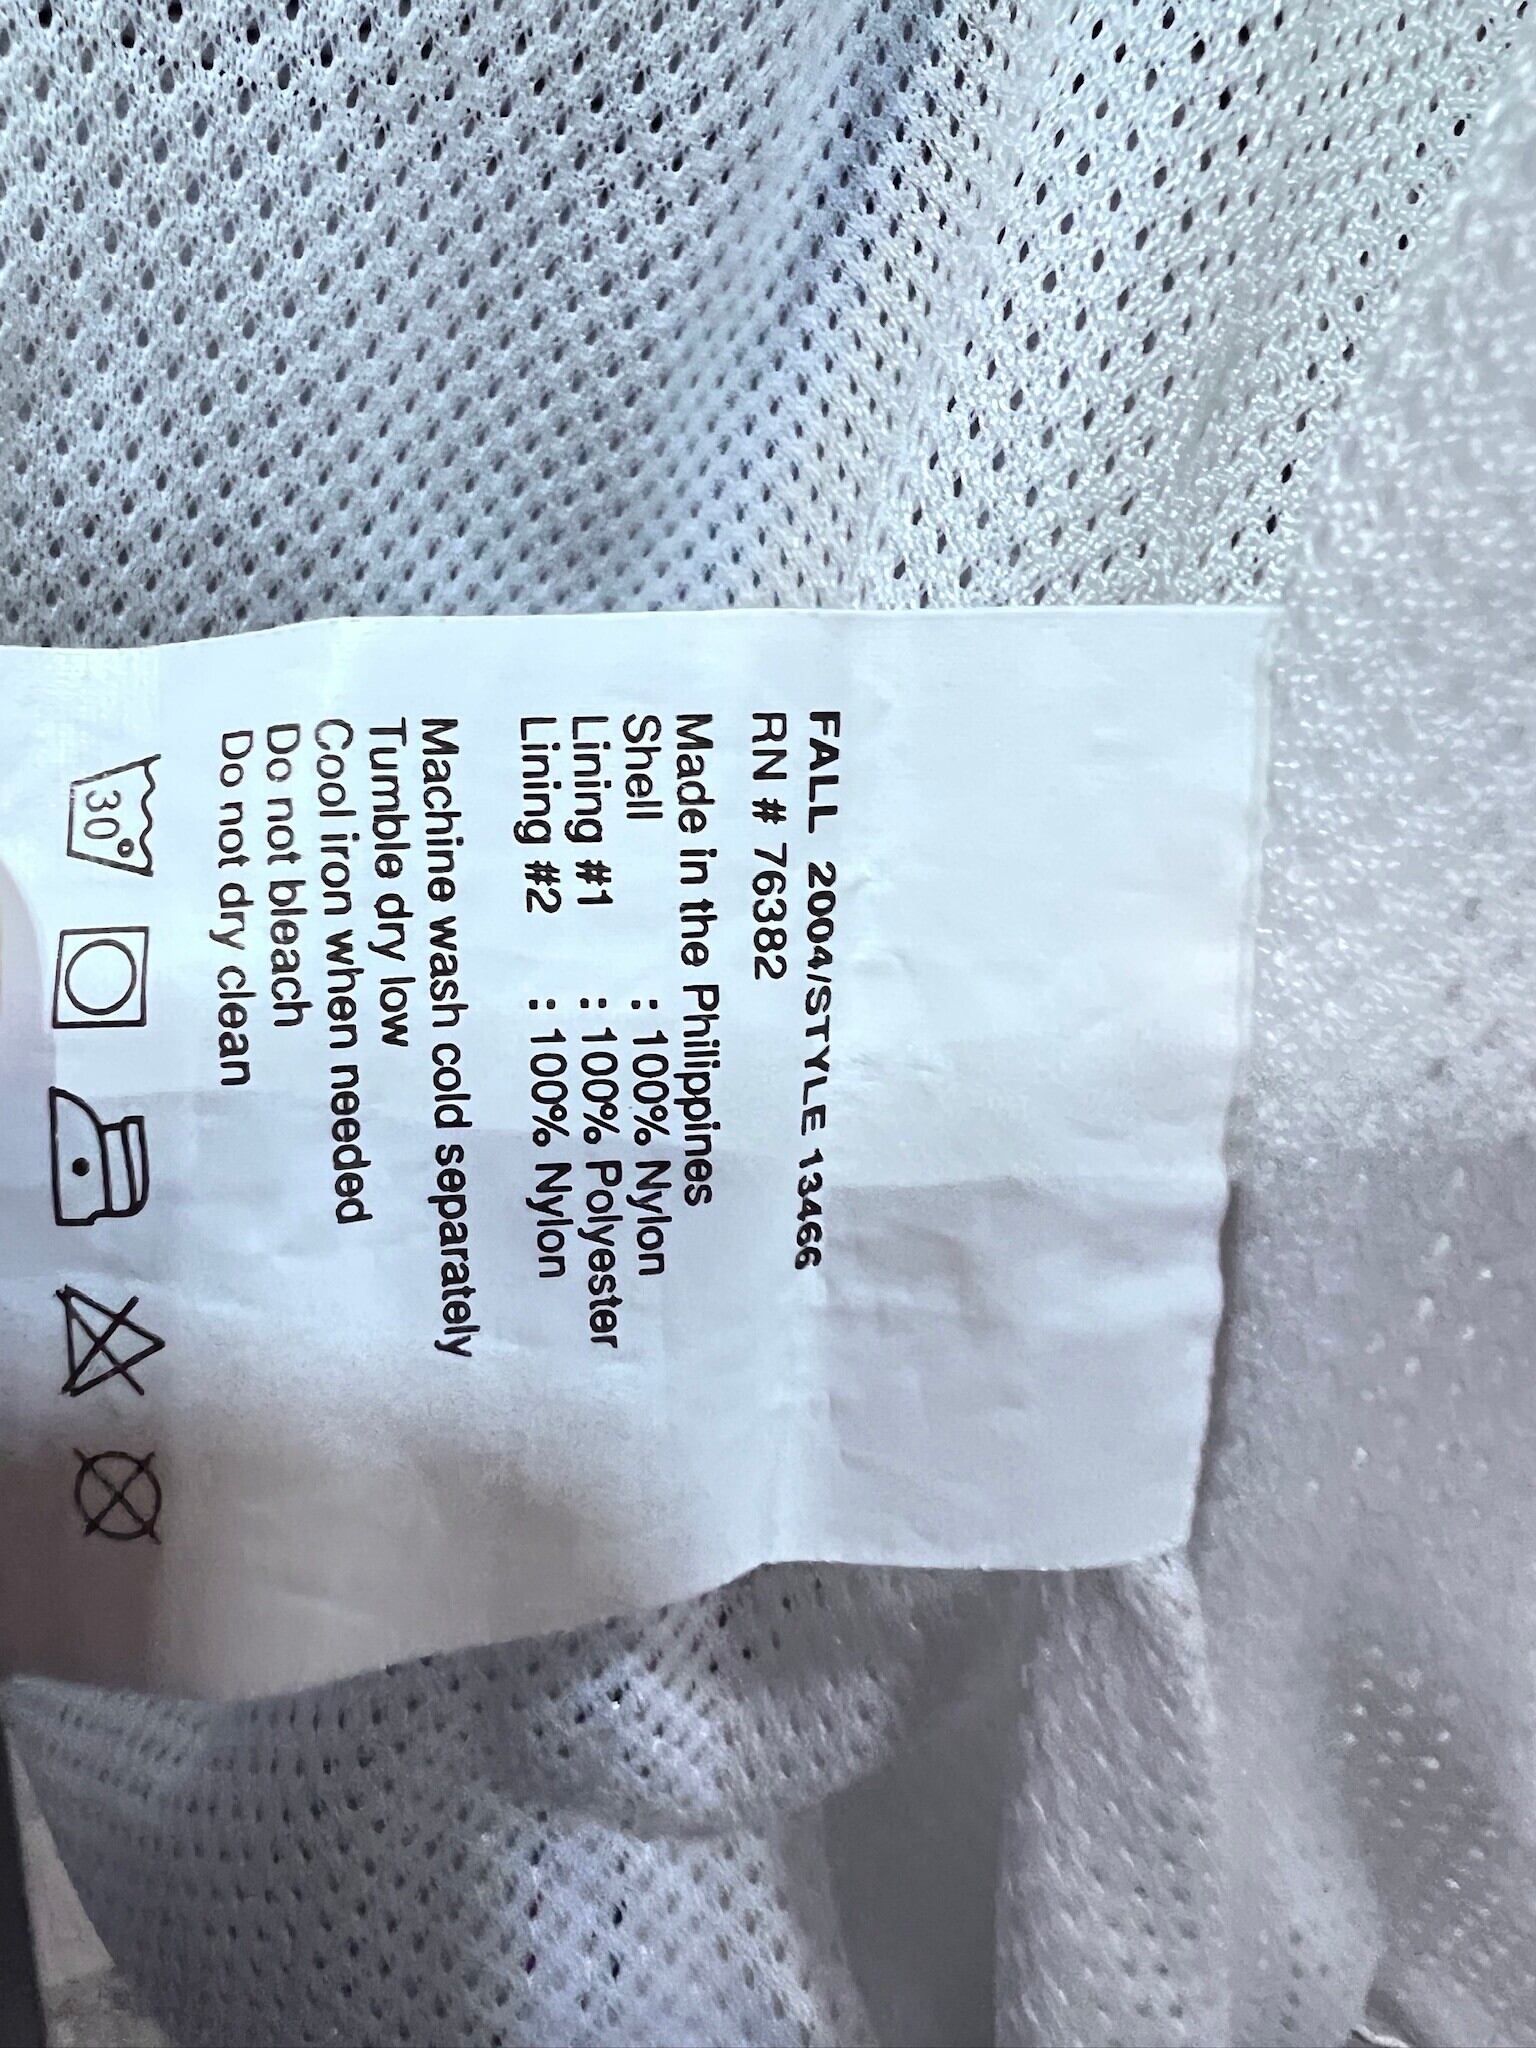 FALL 2004/STYLE 13466
RN # 76382
Made in the Philippines
Shell : 100% Nylon
Lining #1 : 100% Polyester
Lining #2 : 100% Nylon
Machine wash cold separately
Tumble dry low
Cool iron when needed
Do not bleach
Do not dry clean
30°